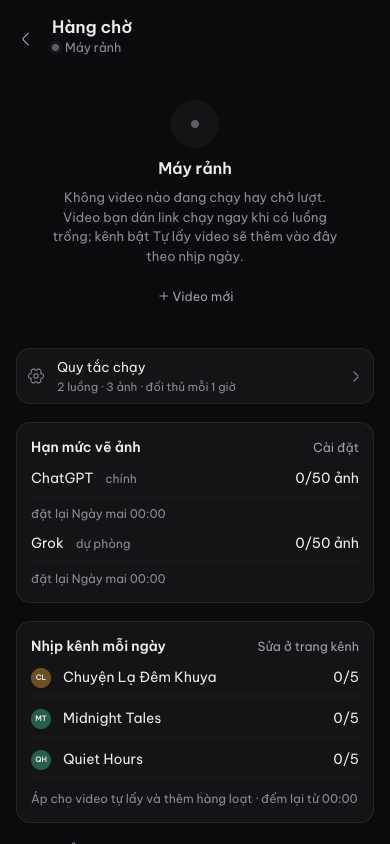 Hàng chờ
Máy rảnh
Máy rảnh
Không video nào đang chạy hay chờ lượt.
Video bạn dán link chạy ngay khi có luồng
trống; kênh bật Tự lấy video sẽ thêm vào đây
theo nhịp ngày.
+ Video mới
Quy tắc chạy
2 luồng · 3 ảnh · đối thủ mỗi 1 giờ
Hạn mức vẽ ảnh Cài đặt
ChatGPT chính 0/50 ảnh
đặt lại Ngày mai 00:00
Grok dự phòng 0/50 ảnh
đặt lại Ngày mai 00:00
Nhịp kênh mỗi ngày Sửa ở trang kênh
CL Chuyện Lạ Đêm Khuya 0/5
MT Midnight Tales 0/5
QH Quiet Hours 0/5
Áp cho video tự lấy và thêm hàng loạt · đếm lại từ 00:00